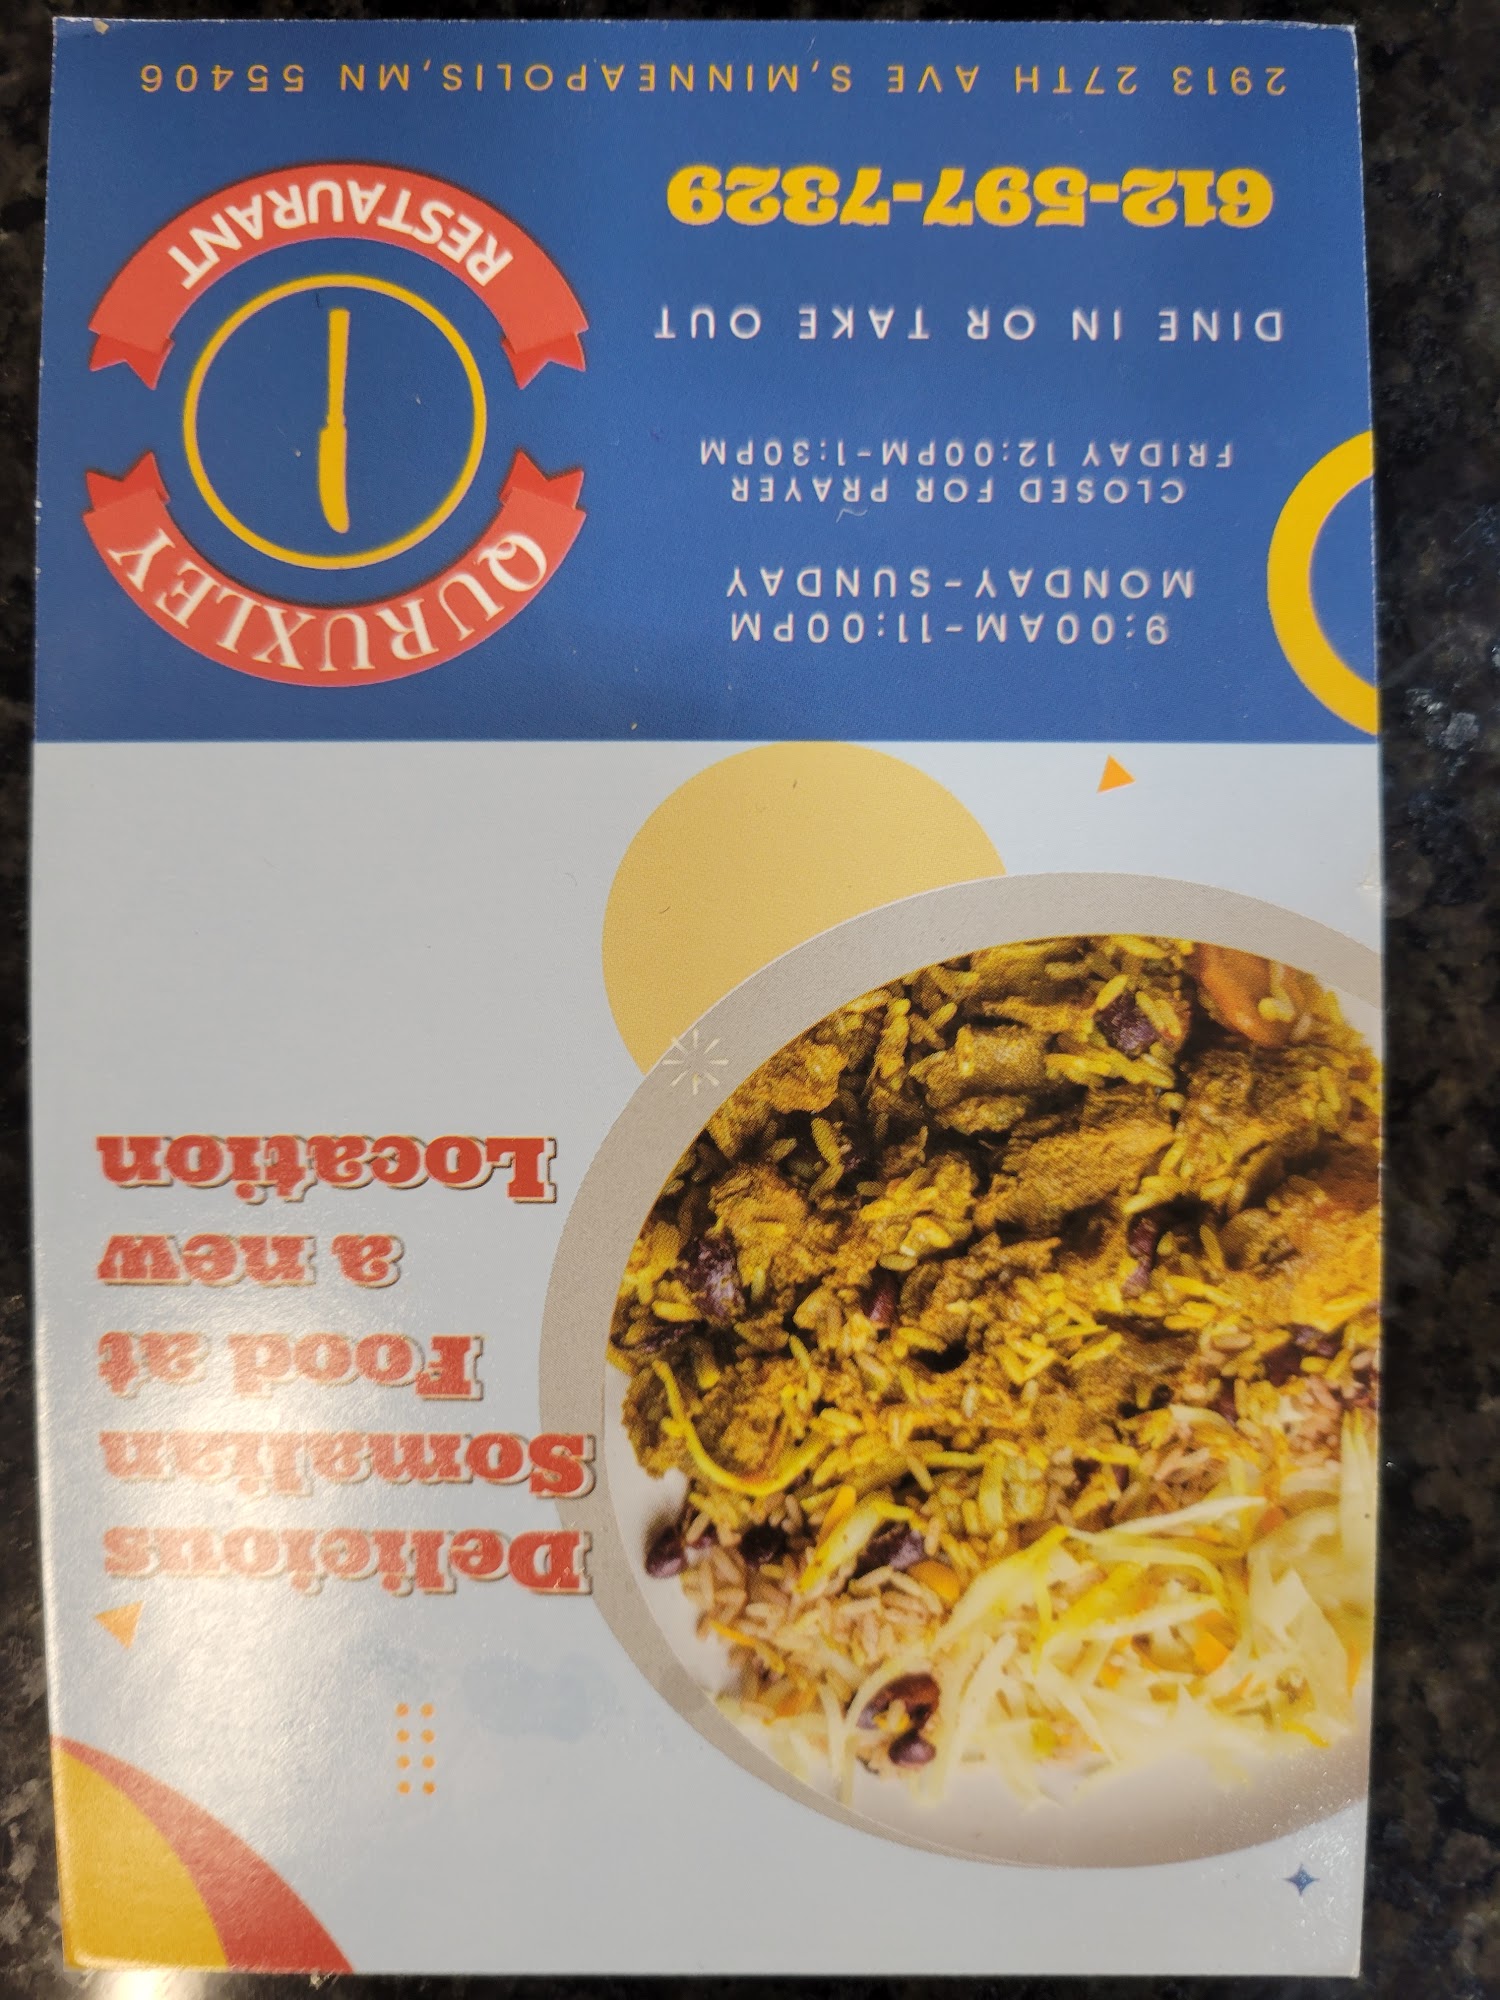 Delicious
Somalian
Food at
a new
Location
9:00AM-11:00PM
MONDAY-SUNDAY
CLOSED FOR PRAYER
FRIDAY 12:00PM-1:30PM
DINE IN OR TAKE OUT
612-597-7329
QURUXLEY
RESTAURANT
2913 27TH AVE S,MINNEAPOLIS,MN 55406